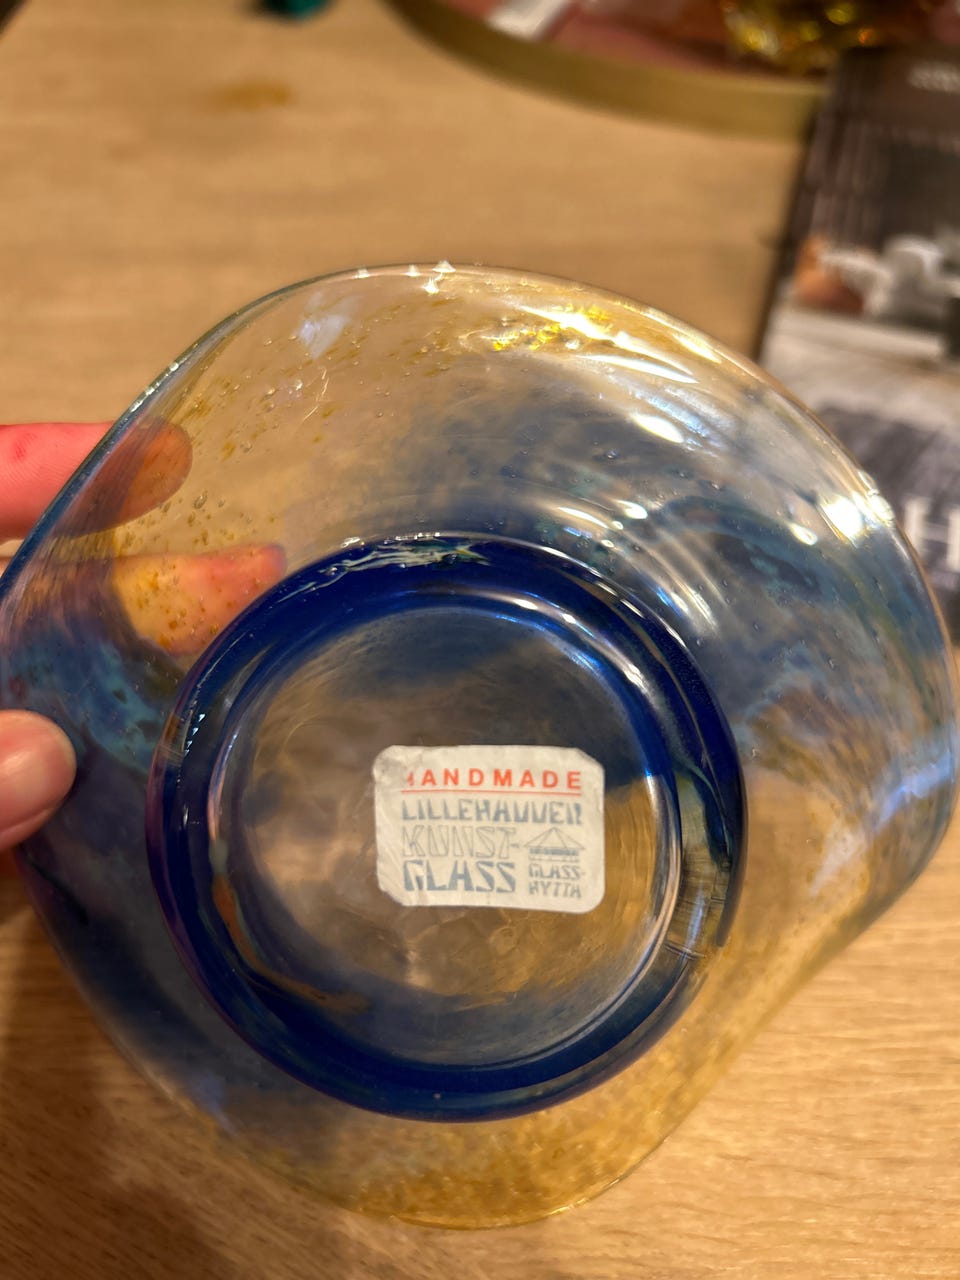 HANDMADE
LILLEHAMMER
KUNST-
GLASS
GLASS-
HYTTA
H